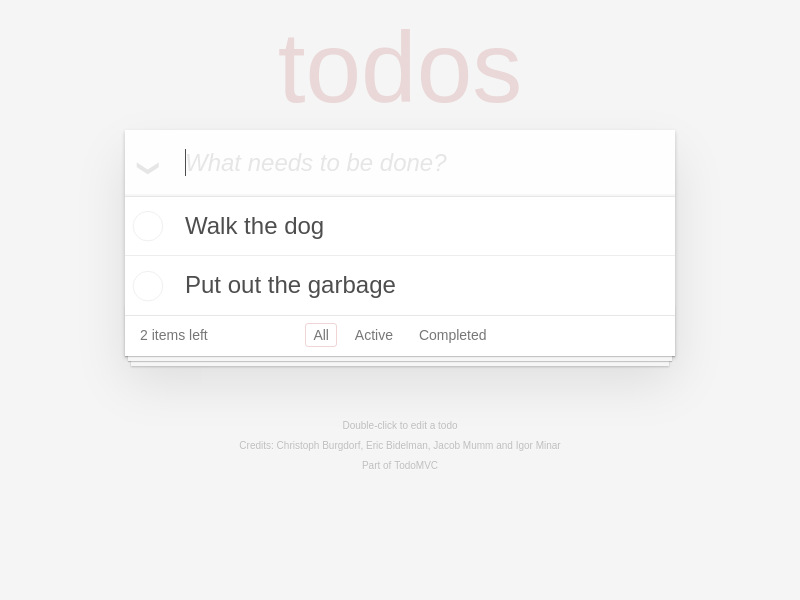 todos
What needs to be done?
Walk the dog
Put out the garbage
2 items left All Active Completed
Double-click to edit a todo
Credits: Christoph Burgdorf, Eric Bidelman, Jacob Mumm and Igor Minar
Part of TodoMVC